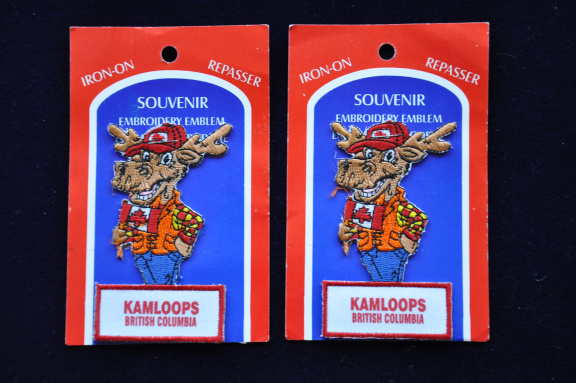 IRON-ON REPASSER
SOUVENIR
EMBROIDERY EMBLEM
KAMLOOPS
BRITISH COLUMBIA
IRON-ON REPASSER
SOUVENIR
EMBROIDERY EMBLEM
KAMLOOPS
BRITISH COLUMBIA